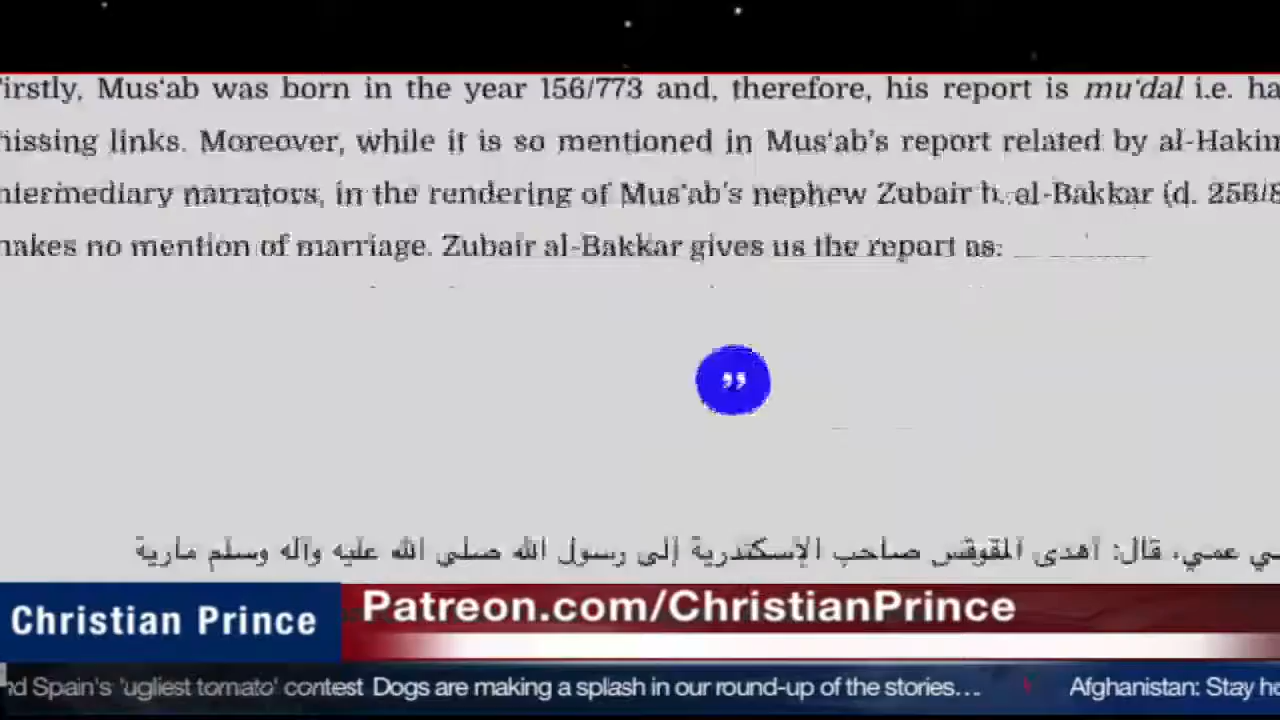 irstly, Mus'ab was born in the year 156/773 and, therefore, his report is mu'dal i.e. ha
issing links. Moreover, while it is so mentioned in Mus'ab's report related by al-Hakim
ntermediary narrators, in the rendering of Mus'ab's nephew Zubair b. al-Bakkar (d. 258/8
akes no mention of marriage. Zubair al-Bakkar gives us the report as:
”
ي عمي، قال: أهدى المقوقس صاحب الإسكندرية إلى رسول الله صلى الله عليه وآله وسلم مارية
Christian Prince
Patreon.com/ChristianPrince
nd Spain's 'ugliest tomato' contest Dogs are making a splash in our round-up of the stories… Afghanistan: Stay he